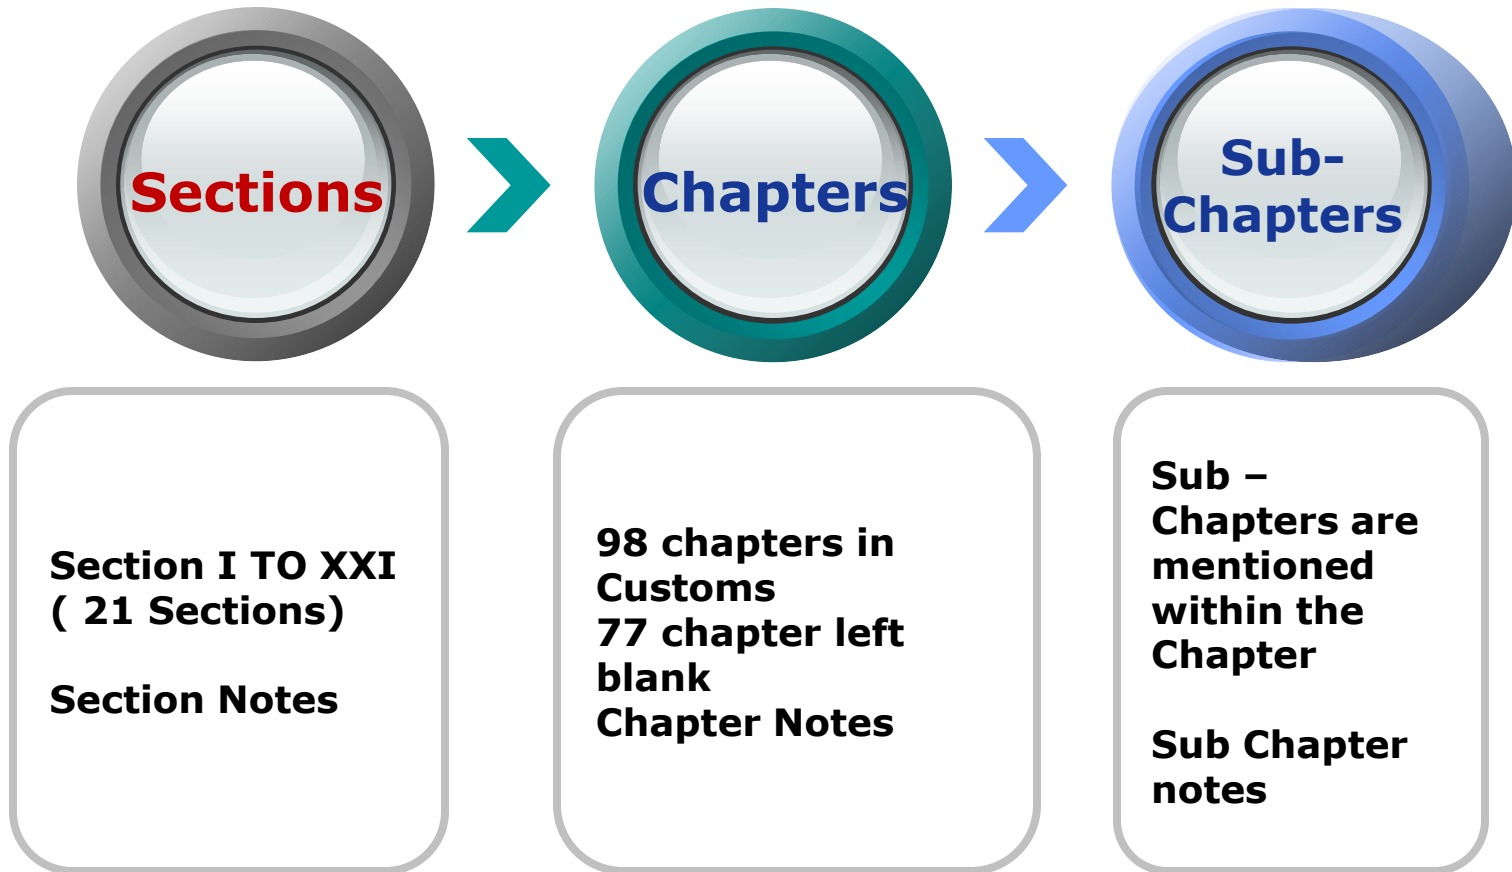 Sections
Chapters
Sub-
Chapters
Section I TO XXI
( 21 Sections)
Section Notes
98 chapters in
Customs
77 chapter left
blank
Chapter Notes
Sub –
Chapters are
mentioned
within the
Chapter
Sub Chapter
notes